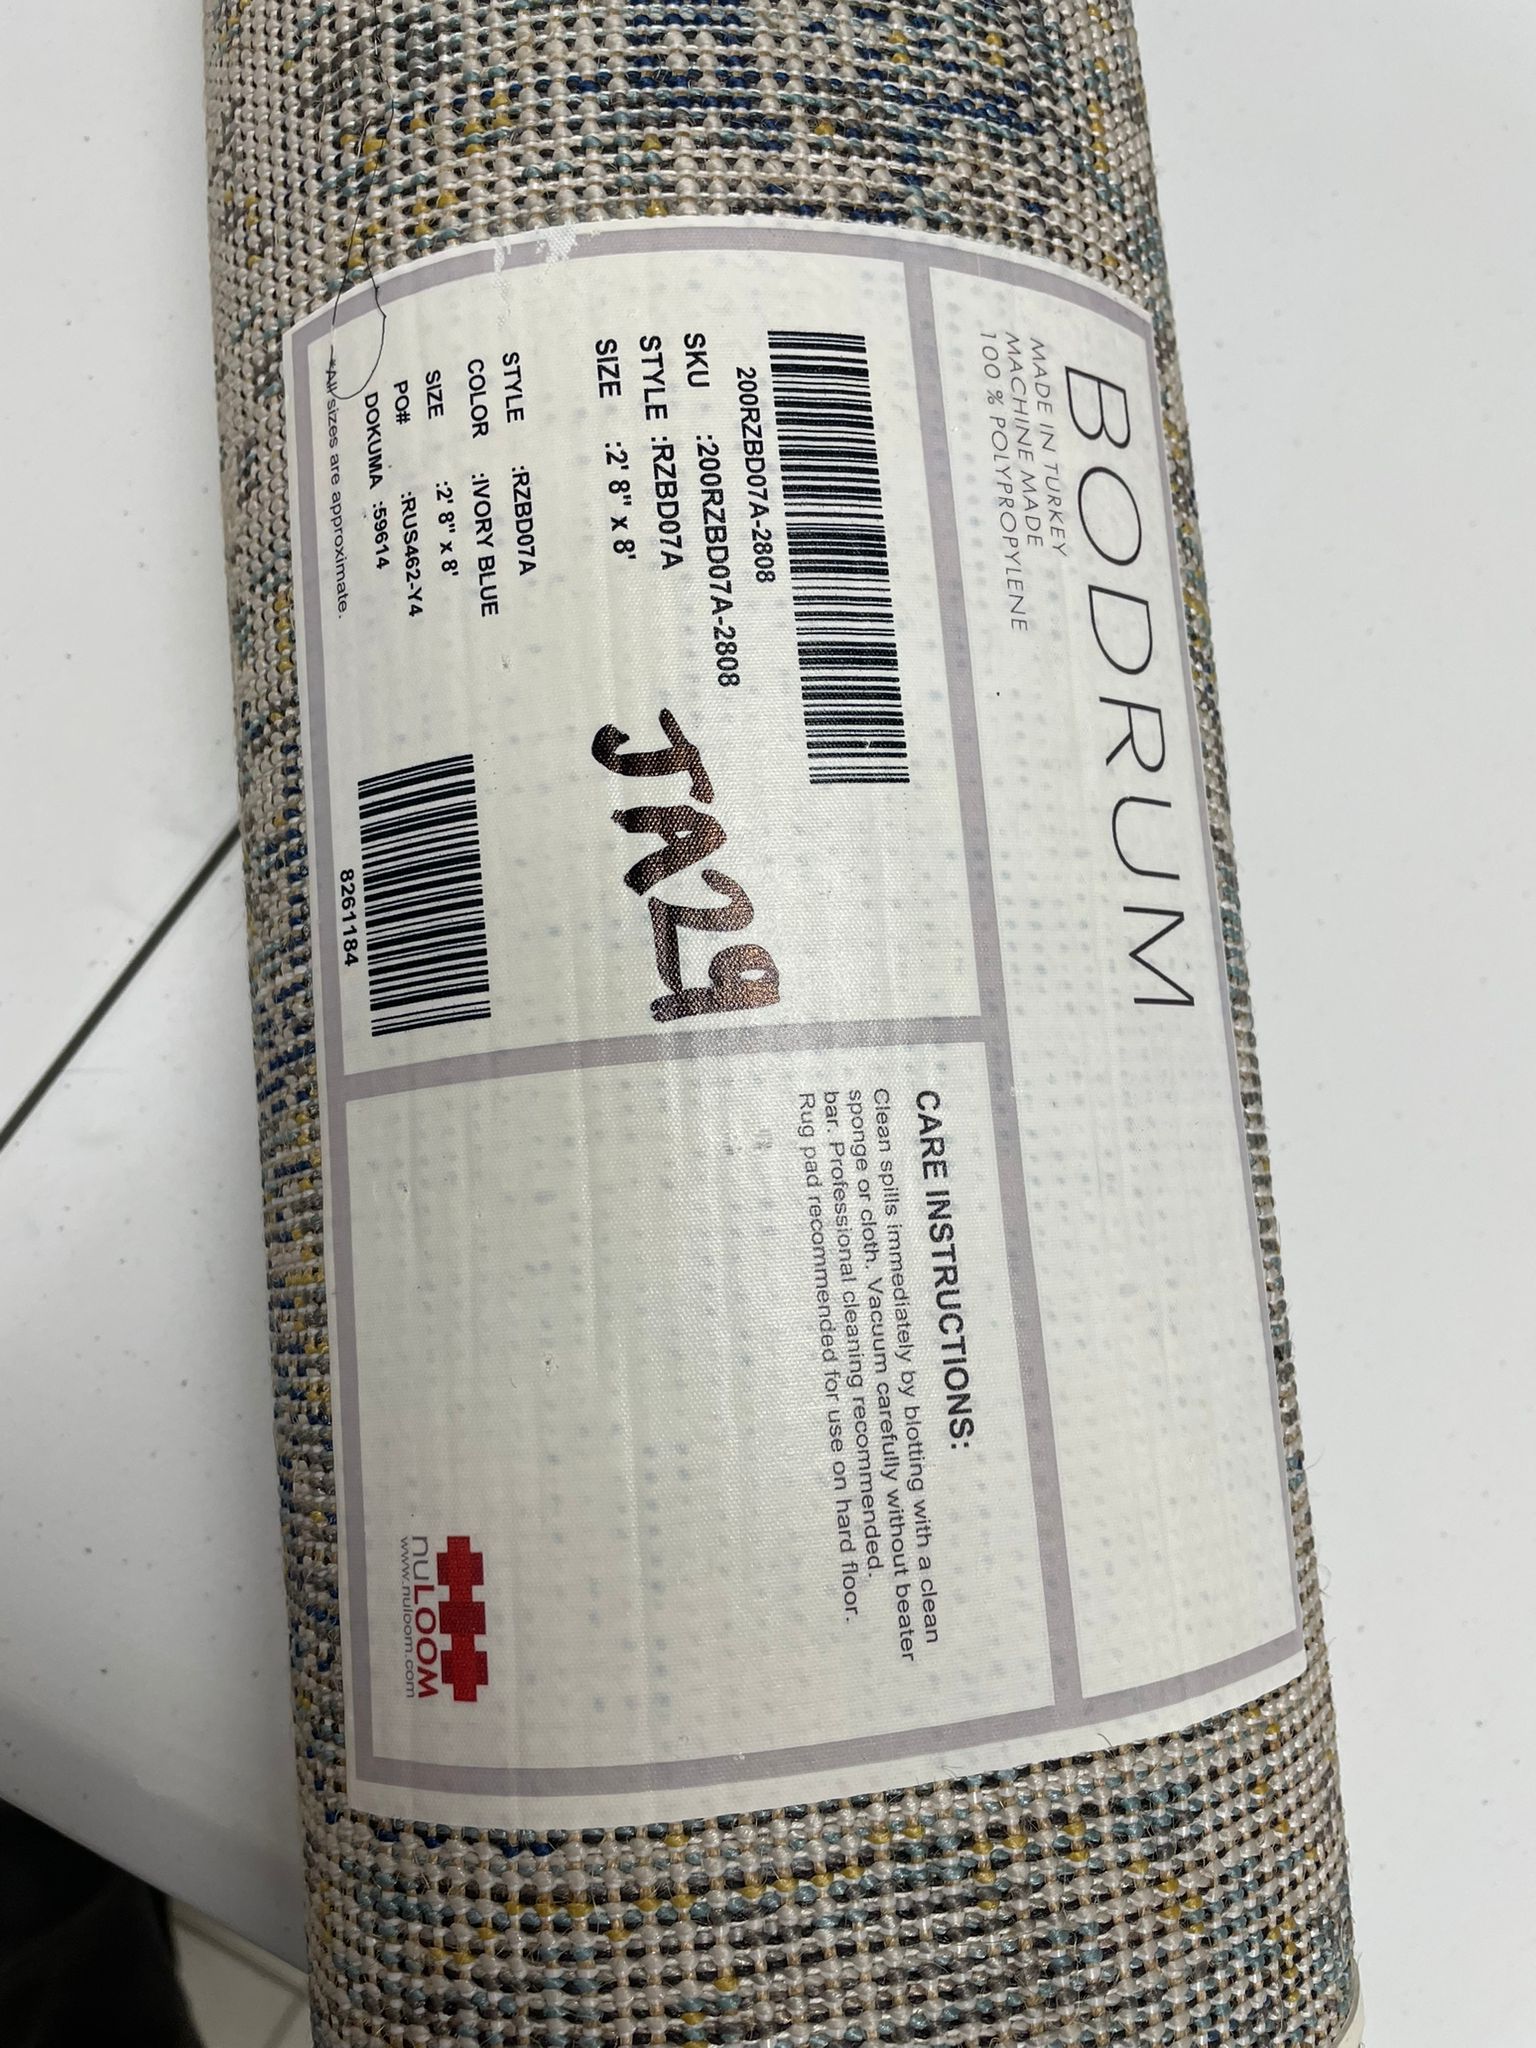 BODRUM
MADE IN TURKEY
MACHINE MADE
100 % POLYPROPYLENE
200RZBD07A-2808
SKU :200RZBD07A-2808
STYLE :RZBD07A
SIZE :2' 8" x 8'
JA29
STYLE :RZBD07A
COLOR :IVORY BLUE
SIZE :2' 8" x 8'
PO# :RUS462-Y4
DOKUMA :59614
*All sizes are approximate.
8261184
CARE INSTRUCTIONS:
Clean spills immediately by blotting with a clean
sponge or cloth. Vacuum carefully without beater
bar. Professional cleaning recommended.
Rug pad recommended for use on hard floor.
nuLOOM
www.nuloom.com